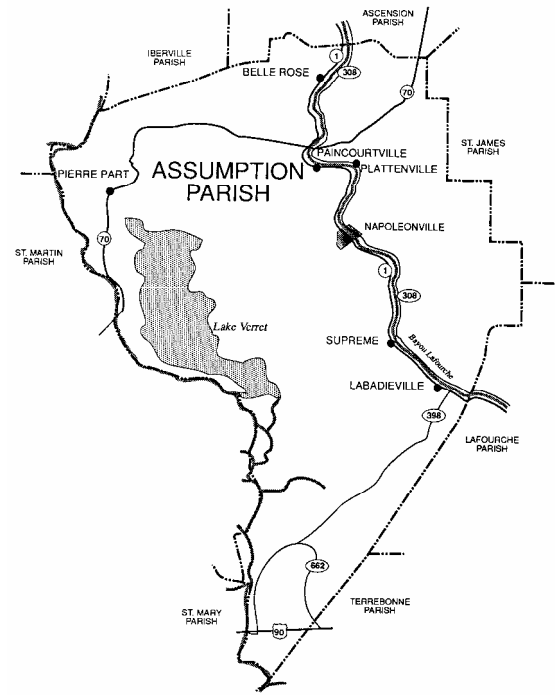 ASCENSION
PARISH
IBERVILLE
PARISH
1
308
BELLE ROSE
70
ST. JAMES
PARISH
PAINCOURTVILLE
PLATTENVILLE
ASSUMPTION
PARISH
PIERRE PART
NAPOLEONVILLE
70
ST. MARTIN
PARISH
1
308
Lake Verret
SUPREME
Bayou Lafourche
LABADIEVILLE
398
LAFOURCHE
PARISH
662
TERREBONNE
PARISH
ST. MARY
PARISH
90